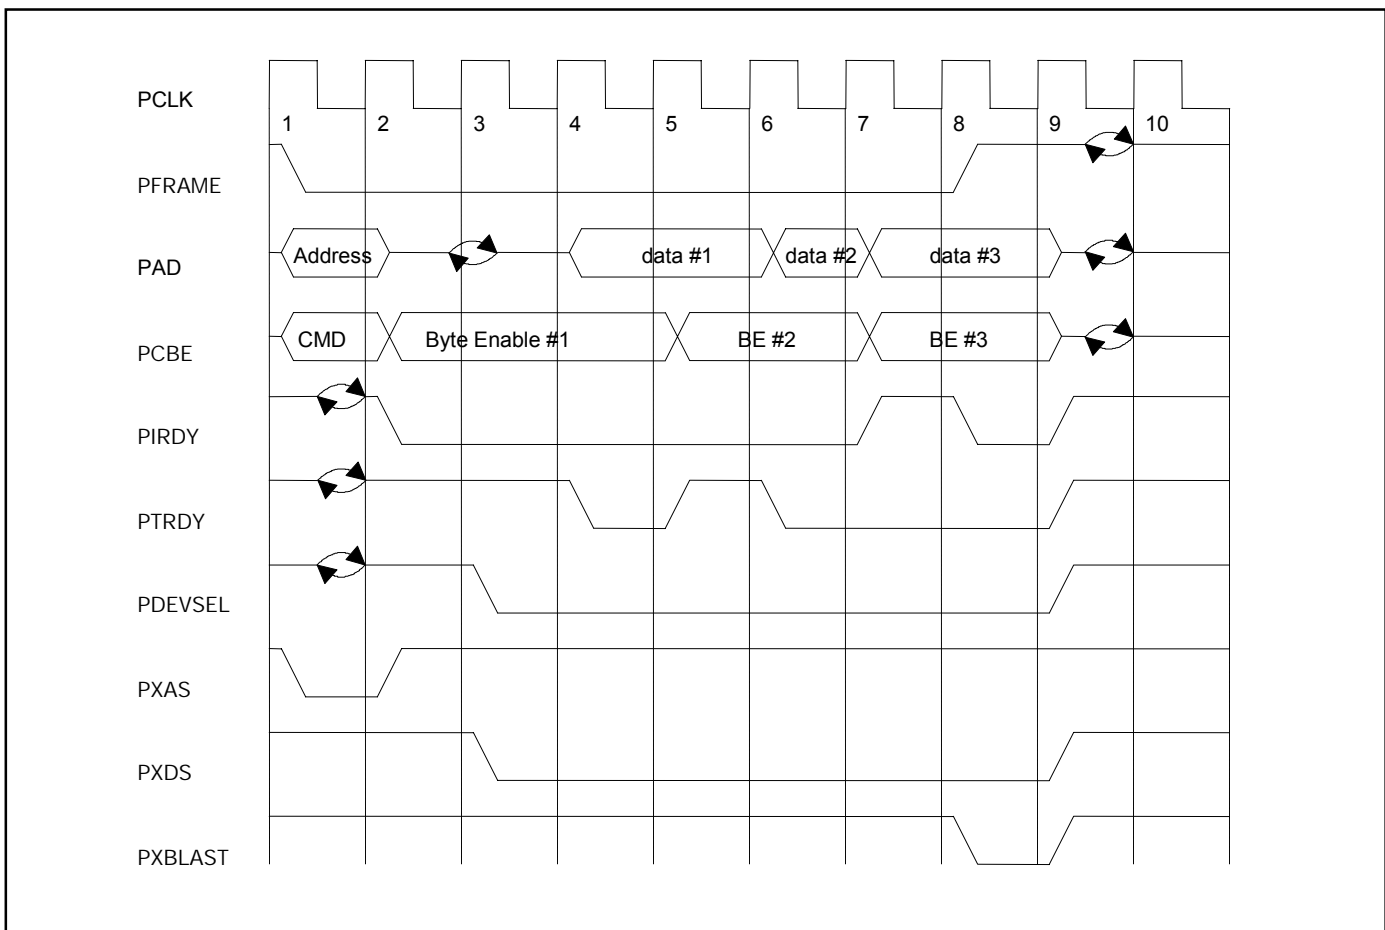 PCLK
1 2 3 4 5 6 7 8 9 10
PFRAME
PAD Address data #1 data #2 data #3
PCBE CMD Byte Enable #1 BE #2 BE #3
PIRDY
PTRDY
PDEVSEL
PXAS
PXDS
PXBLAST